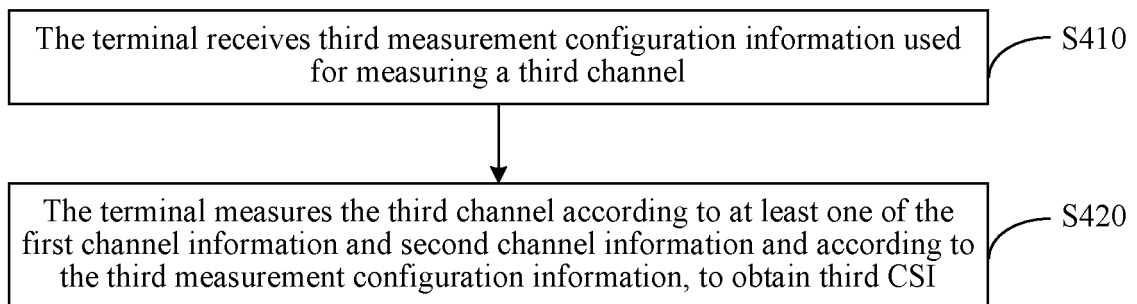 The terminal receives third measurement configuration information used
for measuring a third channel
S410
The terminal measures the third channel according to at least one of the
first channel information and second channel information and according to
the third measurement configuration information, to obtain third CSI
S420